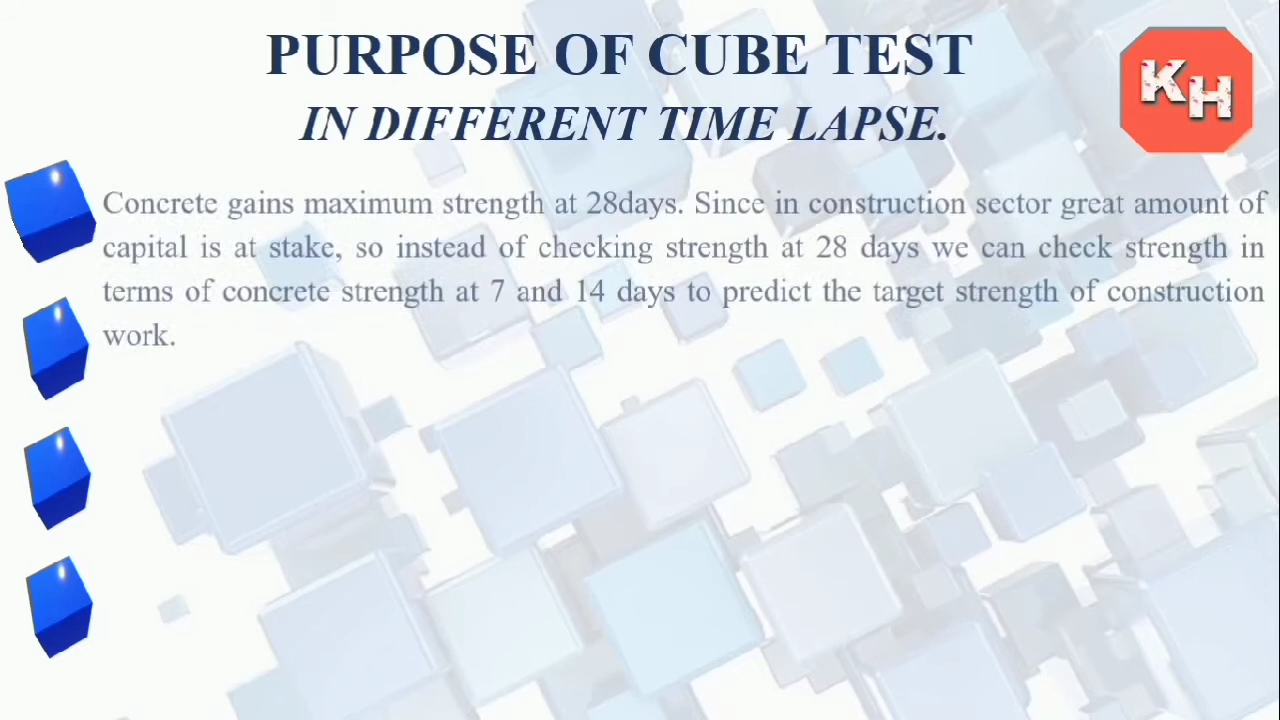 PURPOSE OF CUBE TEST
IN DIFFERENT TIME LAPSE.
KH
Concrete gains maximum strength at 28days. Since in construction sector great amount of
capital is at stake, so instead of checking strength at 28 days we can check strength in
terms of concrete strength at 7 and 14 days to predict the target strength of construction
work.